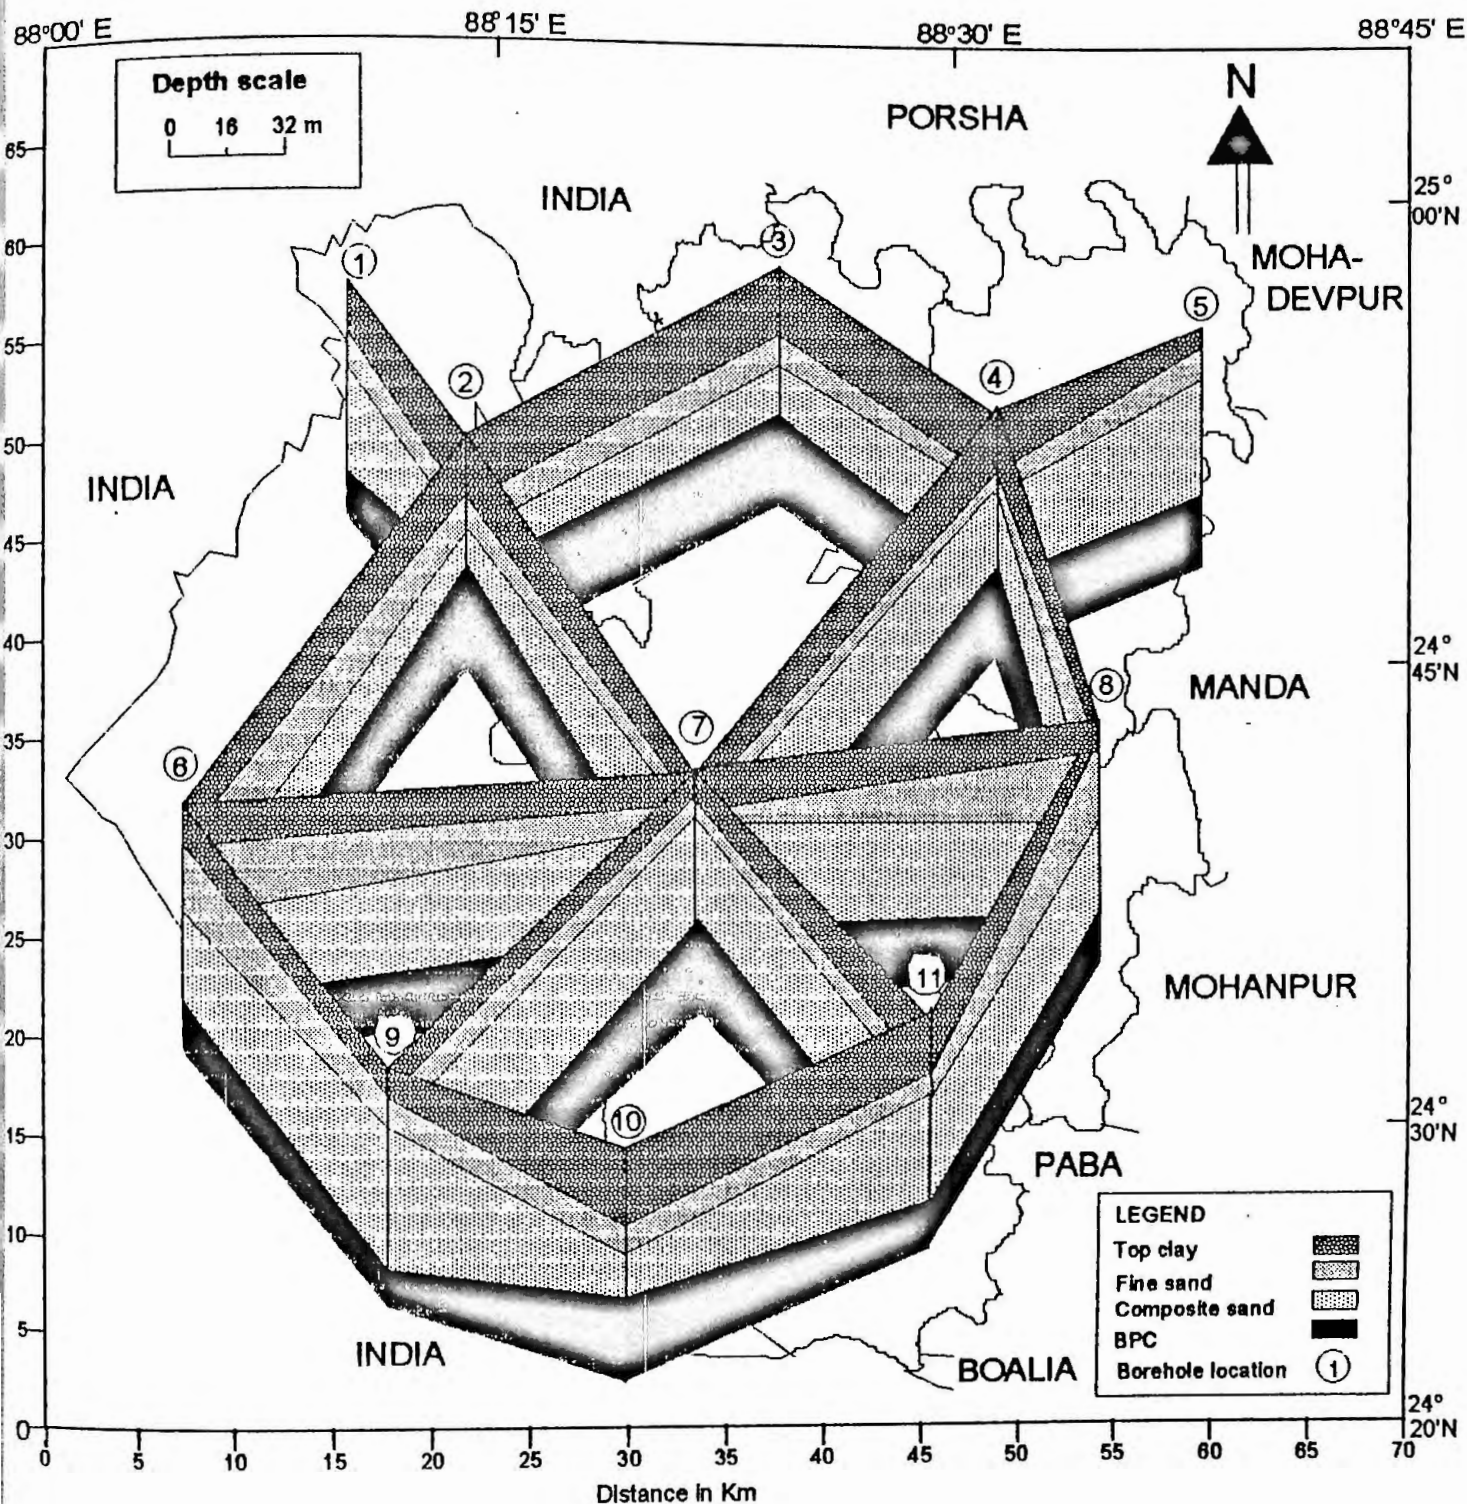 88°00' E
88°15' E
88°30' E
88°45' E
Depth scale
0 16 32 m
N
PORSHA
INDIA
25°
00'N
MOHA-
DEVPUR
65
60
55
50
45
40
35
30
25
20
15
10
5
0
1
2
3
4
5
INDIA
24°
45'N
MANDA
6
7
8
MOHANPUR
9
10
11
24°
30'N
PABA
INDIA
BOALIA
LEGEND
Top clay
Fine sand
Composite sand
BPC
Borehole location 1
24°
20'N
0 5 10 15 20 25 30 35 40 45 50 55 60 65 70
Distance in Km